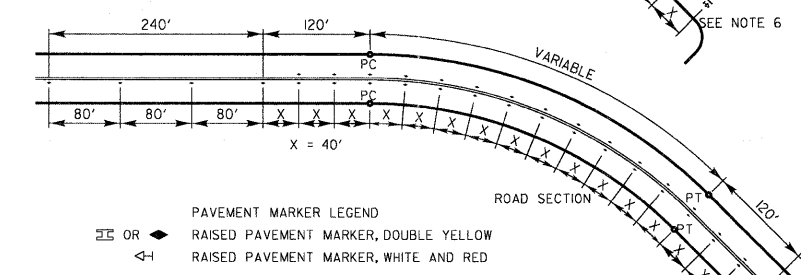 240' 120'
SEE NOTE 6
X
VARIABLE
PC
PC
80' 80' 80' X X X X X X X X X X X X X X
X = 40'
ROAD SECTION
PT
120'
PT
PAVEMENT MARKER LEGEND
OR RAISED PAVEMENT MARKER, DOUBLE YELLOW
RAISED PAVEMENT MARKER, WHITE AND RED